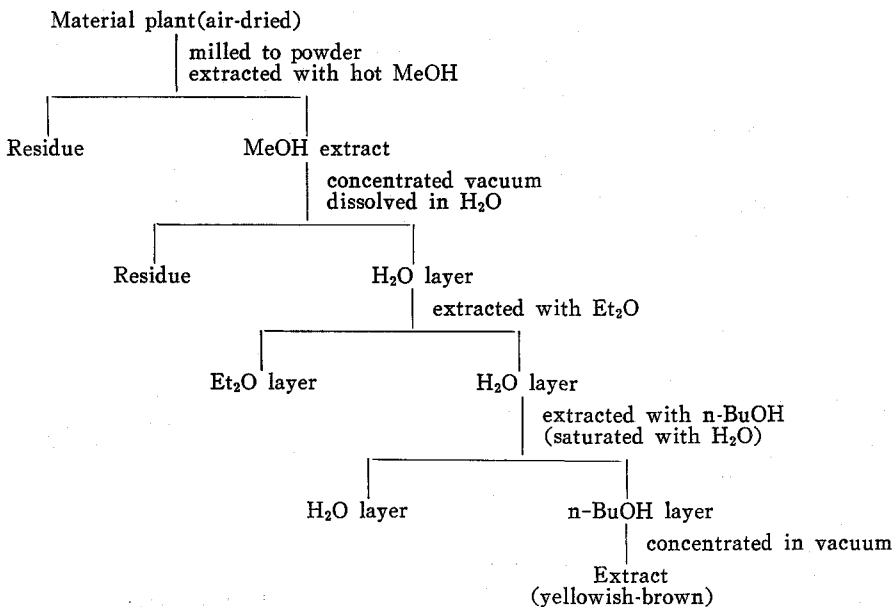 Material plant(air-dried)
milled to powder
extracted with hot MeOH
Residue
MeOH extract
concentrated vacuum
dissolved in H₂O
Residue
H₂O layer
extracted with Et₂O
Et₂O layer
H₂O layer
extracted with n-BuOH
(saturated with H₂O)
H₂O layer
n-BuOH layer
concentrated in vacuum
Extract
(yellowish-brown)